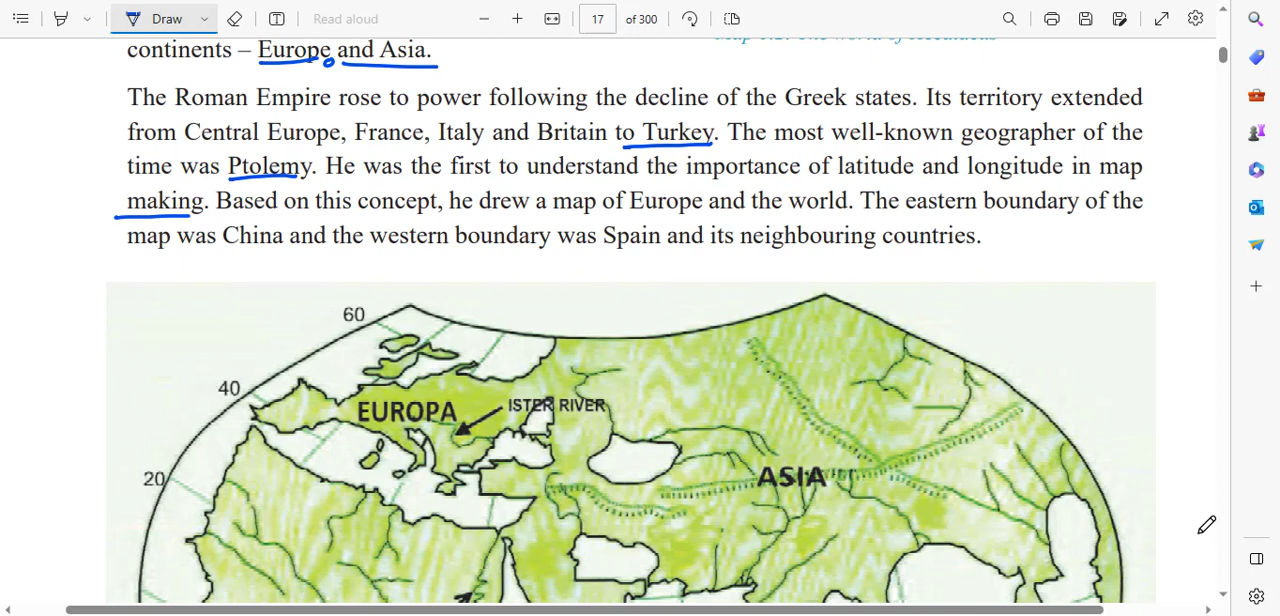 Draw
Read aloud
17
of 300
continents – Europe and Asia.
The Roman Empire rose to power following the decline of the Greek states. Its territory extended
from Central Europe, France, Italy and Britain to Turkey. The most well-known geographer of the
time was Ptolemy. He was the first to understand the importance of latitude and longitude in map
making. Based on this concept, he drew a map of Europe and the world. The eastern boundary of the
map was China and the western boundary was Spain and its neighbouring countries.
60
40
EUROPA
ISTER RIVER
20
ASIA